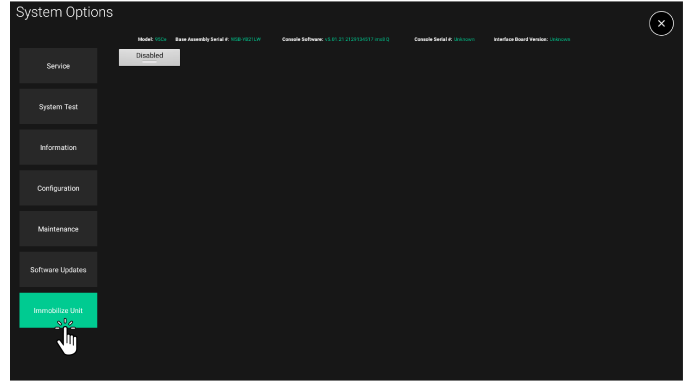 System Options
Model: 95Ce Base Assembly Serial #: Console Software: Console Serial #: Unknown Interface Board Version: Unknown
Disabled
Service
System Test
Information
Configuration
Maintenance
Software Updates
Immobilize Unit